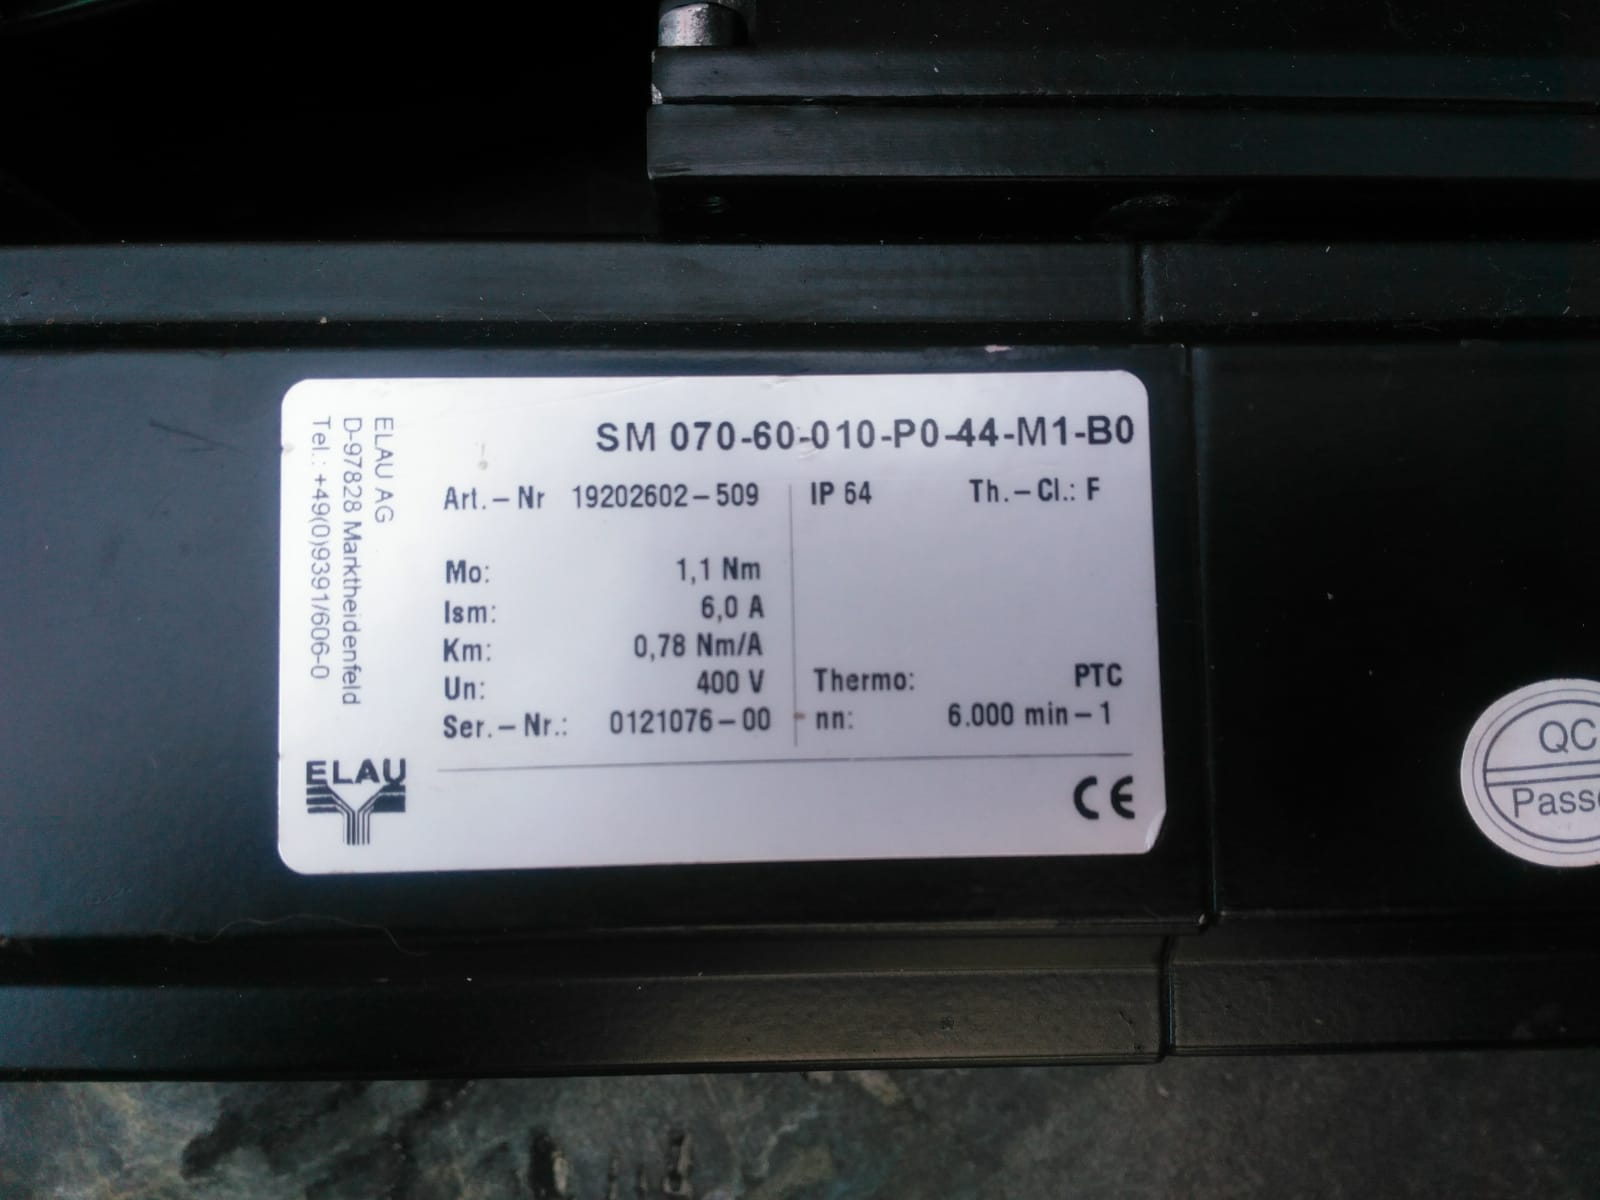 SM 070-60-010-P0-44-M1-B0
Art.-Nr 19202602-509 IP 64 Th.-Cl.: F
Mo: 1,1 Nm
Ism: 6,0 A
Km: 0,78 Nm/A
Un: 400 V Thermo: PTC
Ser.-Nr.: 0121076-00 nn: 6.000 min-1
ELAU AG
D-97828 Marktheidenfeld
Tel.: +49(0)9391/606-0
ELAU
CE
QC